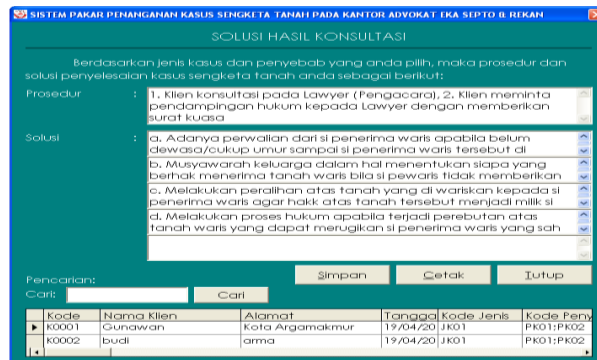 SISTEM PAKAR PENANGANAN KASUS SENGKETA TANAH PADA KANTOR ADVOKAT EKA SEPTO & REKAN
SOLUSI HASIL KONSULTASI
Berdasarkan jenis kasus dan penyebab yang anda pilih, maka prosedur dan
solusi penyelesaian kasus sengketa tanah anda sebagai berikut:
Prosedur : 1. Klien konsultasi pada Lawyer (Pengacara), 2. Klien meminta
pendampingan hukum kepada Lawyer dengan memberikan
surat kuasa
Solusi : a. Adanya perwalian dari si penerima waris apabila belum
dewasa/cukup umur sampai si penerima waris tersebut di
b. Musyawarah keluarga dalam hal menentukan siapa yang
berhak menerima tanah waris bila si pewaris tidak memberikan
c. Melakukan peralihan atas tanah yang di wariskan kepada si
penerima waris agar hakk atas tanah tersebut menjadi milik si
d. Melakukan proses hukum apabila terjadi perebutan atas
tanah waris yang dapat merugikan si penerima waris yang sah
Simpan Cetak Tutup
Pencarian:
Cari: Cari
Kode Nama Klien Alamat Tangga Kode Jenis Kode Peny
K0001 Gunawan Kota Argamakmur 19/04/20 JK01 PK01;PK02
K0002 budi arma 19/04/20 JK01 PK01;PK02